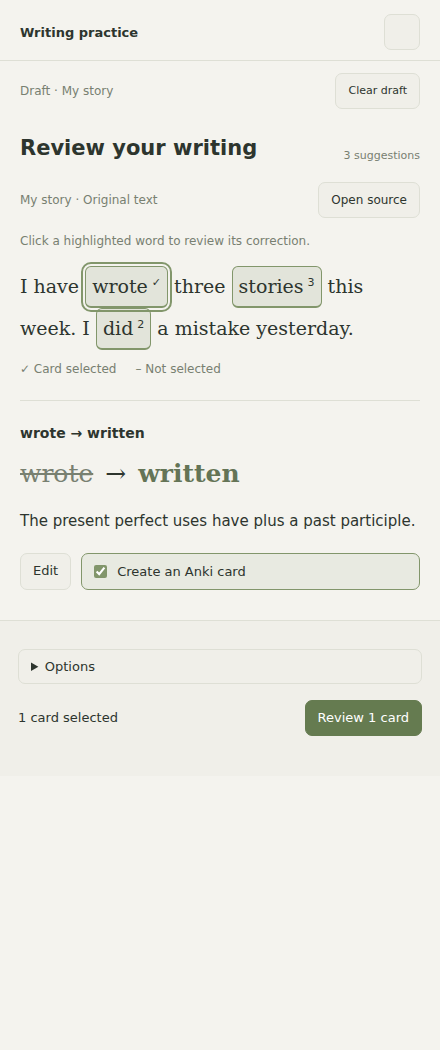 Writing practice
Draft · My story
Clear draft
Review your writing
3 suggestions
My story · Original text
Open source
Click a highlighted word to review its correction.
I have wrote ✓ three stories 3 this
week. I did 2 a mistake yesterday.
✓ Card selected – Not selected
wrote → written
wrote → written
The present perfect uses have plus a past participle.
Edit
Create an Anki card
Options
1 card selected
Review 1 card